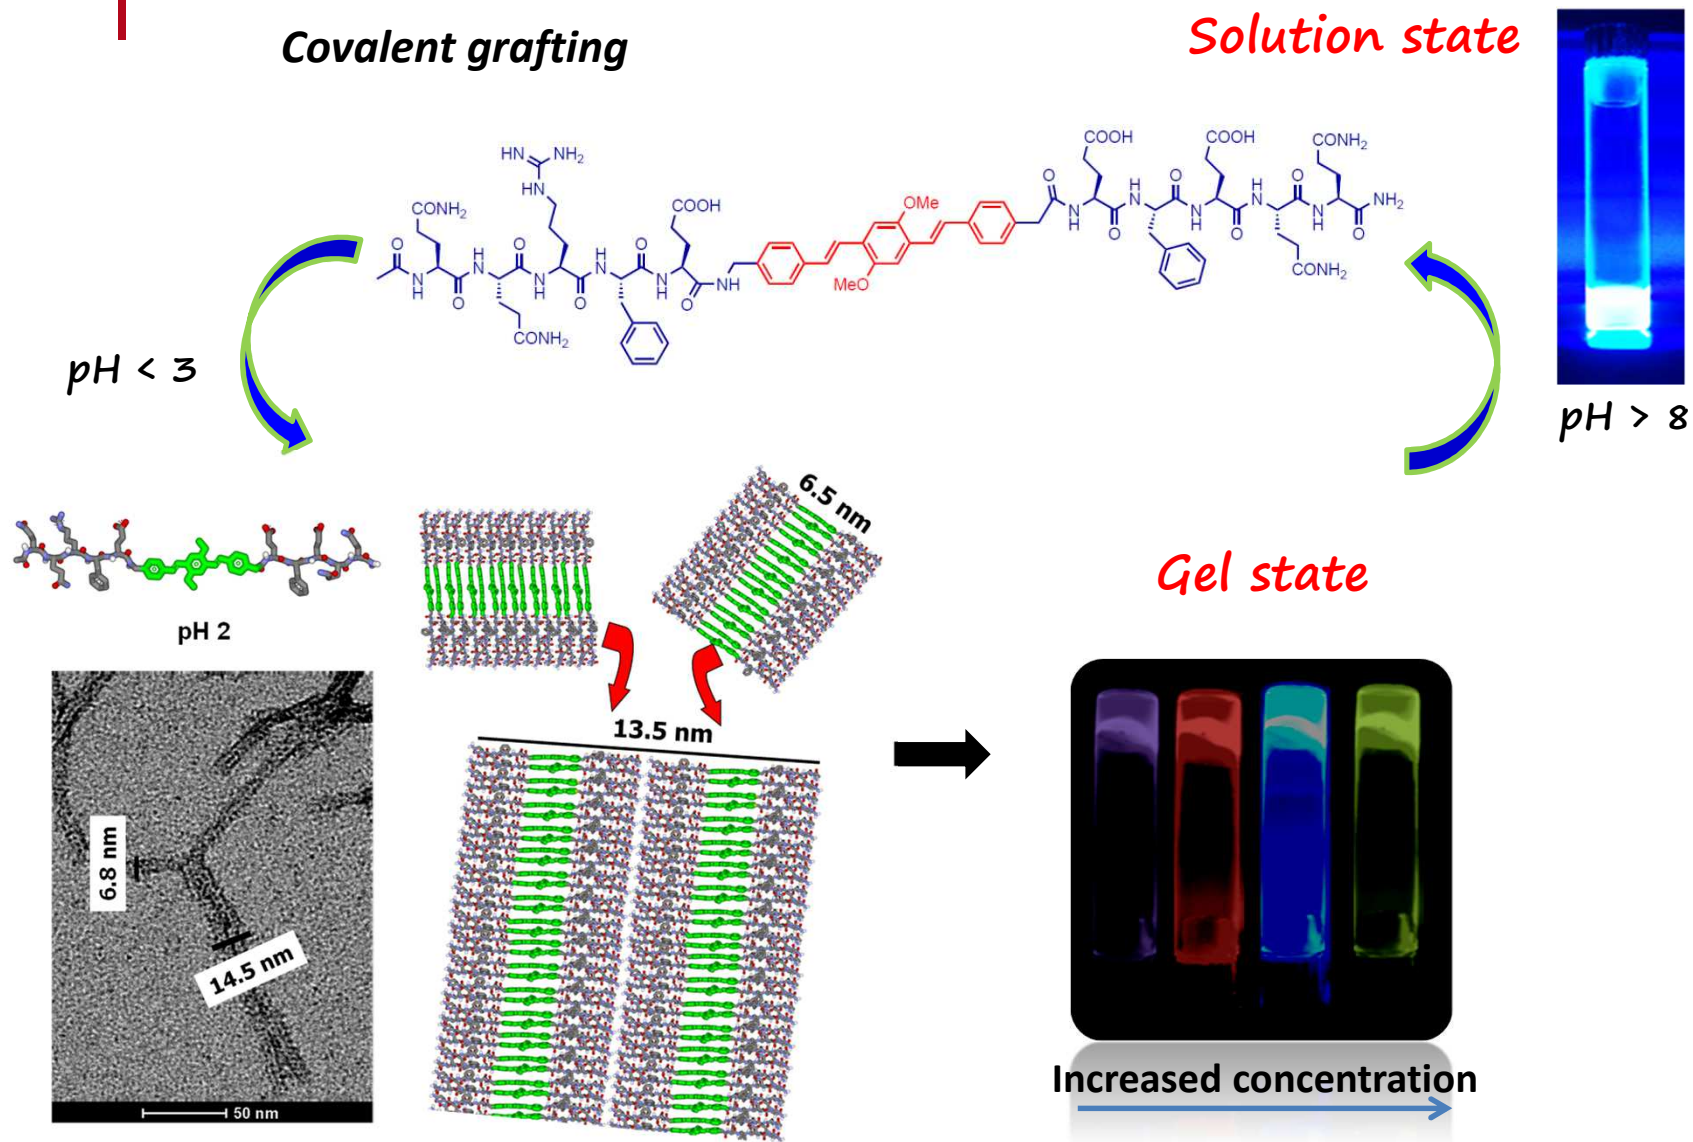 Covalent grafting
Solution state
HN
NH2
HN
COOH
COOH
CONH2
CONH2
COOH
OMe
O
H
N
O
H
N
O
H
N
O
NH2
N
H
O
N
H
O
N
H
O
CONH2
O
H
N
O
H
N
O
N
H
O
N
H
O
N
H
O
NH
MeO
CONH2
pH < 3
pH > 8
6.5 nm
Gel state
pH 2
13.5 nm
6.8 nm
14.5 nm
50 nm
Increased concentration